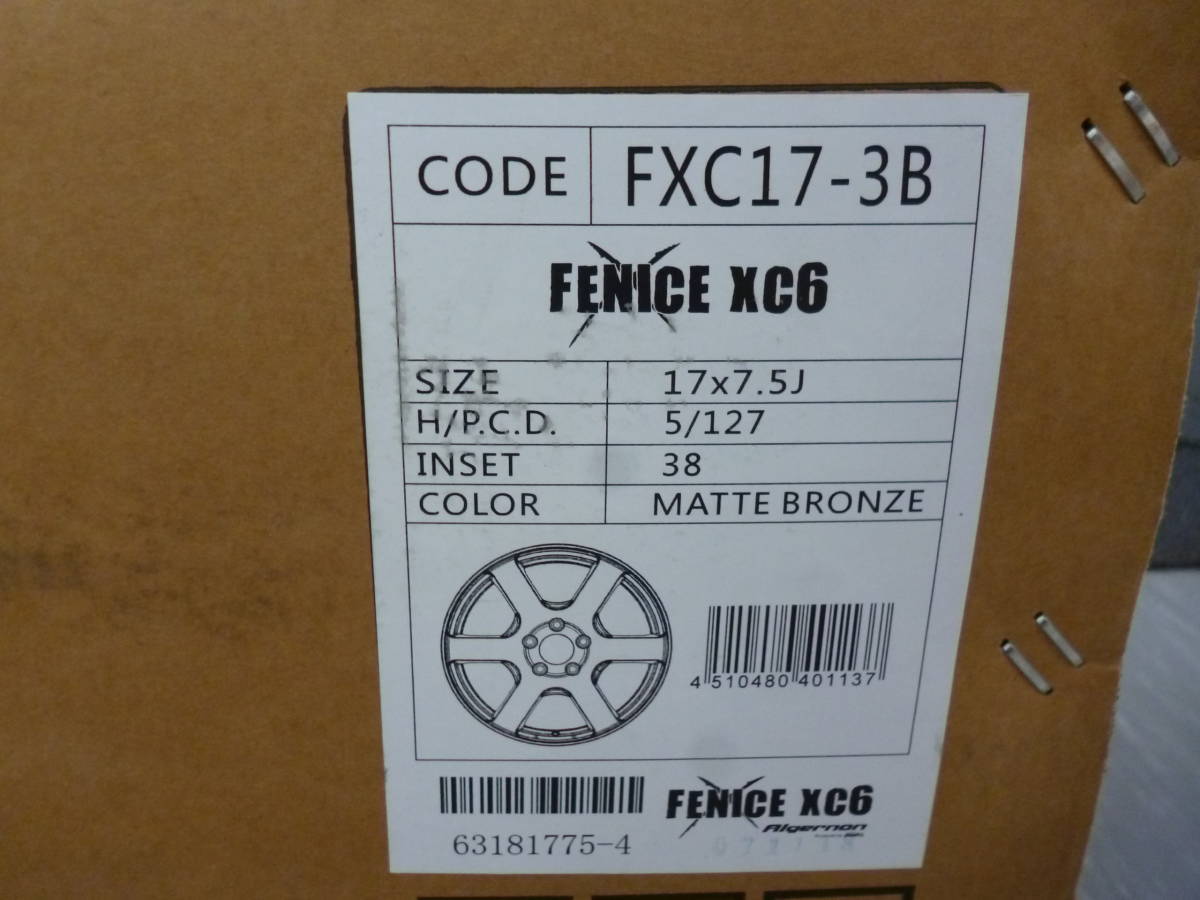 CODE FXC17-3B
FENICE XC6
SIZE 17x7.5J
H/P.C.D. 5/127
INSET 38
COLOR MATTE BRONZE
4 510480 401137
63181775-4
FENICE XC6
Algernon